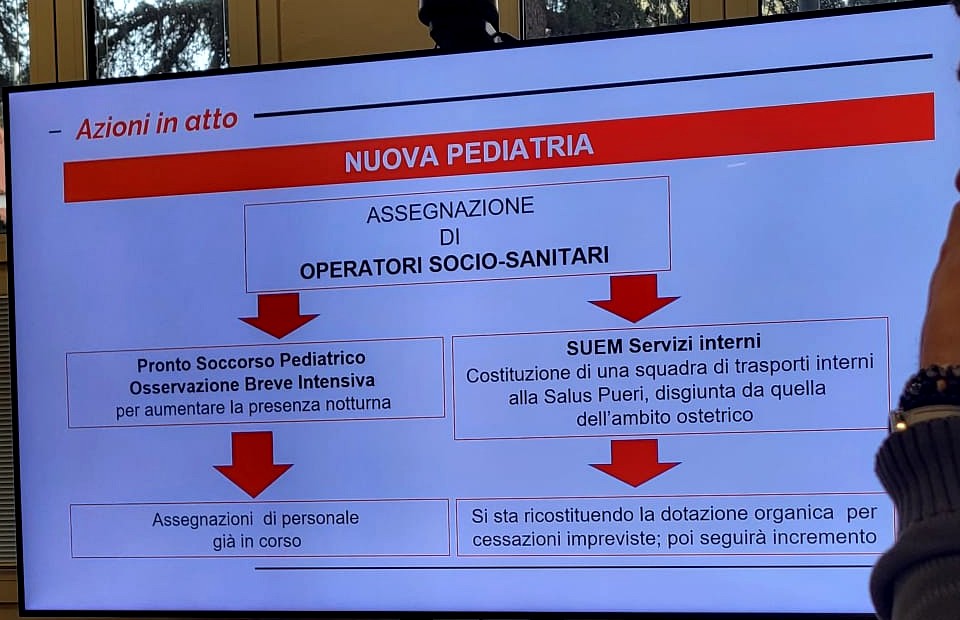 – Azioni in atto
NUOVA PEDIATRIA
ASSEGNAZIONE
DI
OPERATORI SOCIO-SANITARI
Pronto Soccorso Pediatrico
Osservazione Breve Intensiva
per aumentare la presenza notturna
SUEM Servizi interni
Costituzione di una squadra di trasporti interni
alla Salus Pueri, disgiunta da quella
dell'ambito ostetrico
Assegnazioni di personale
già in corso
Si sta ricostituendo la dotazione organica per
cessazioni impreviste; poi seguirà incremento